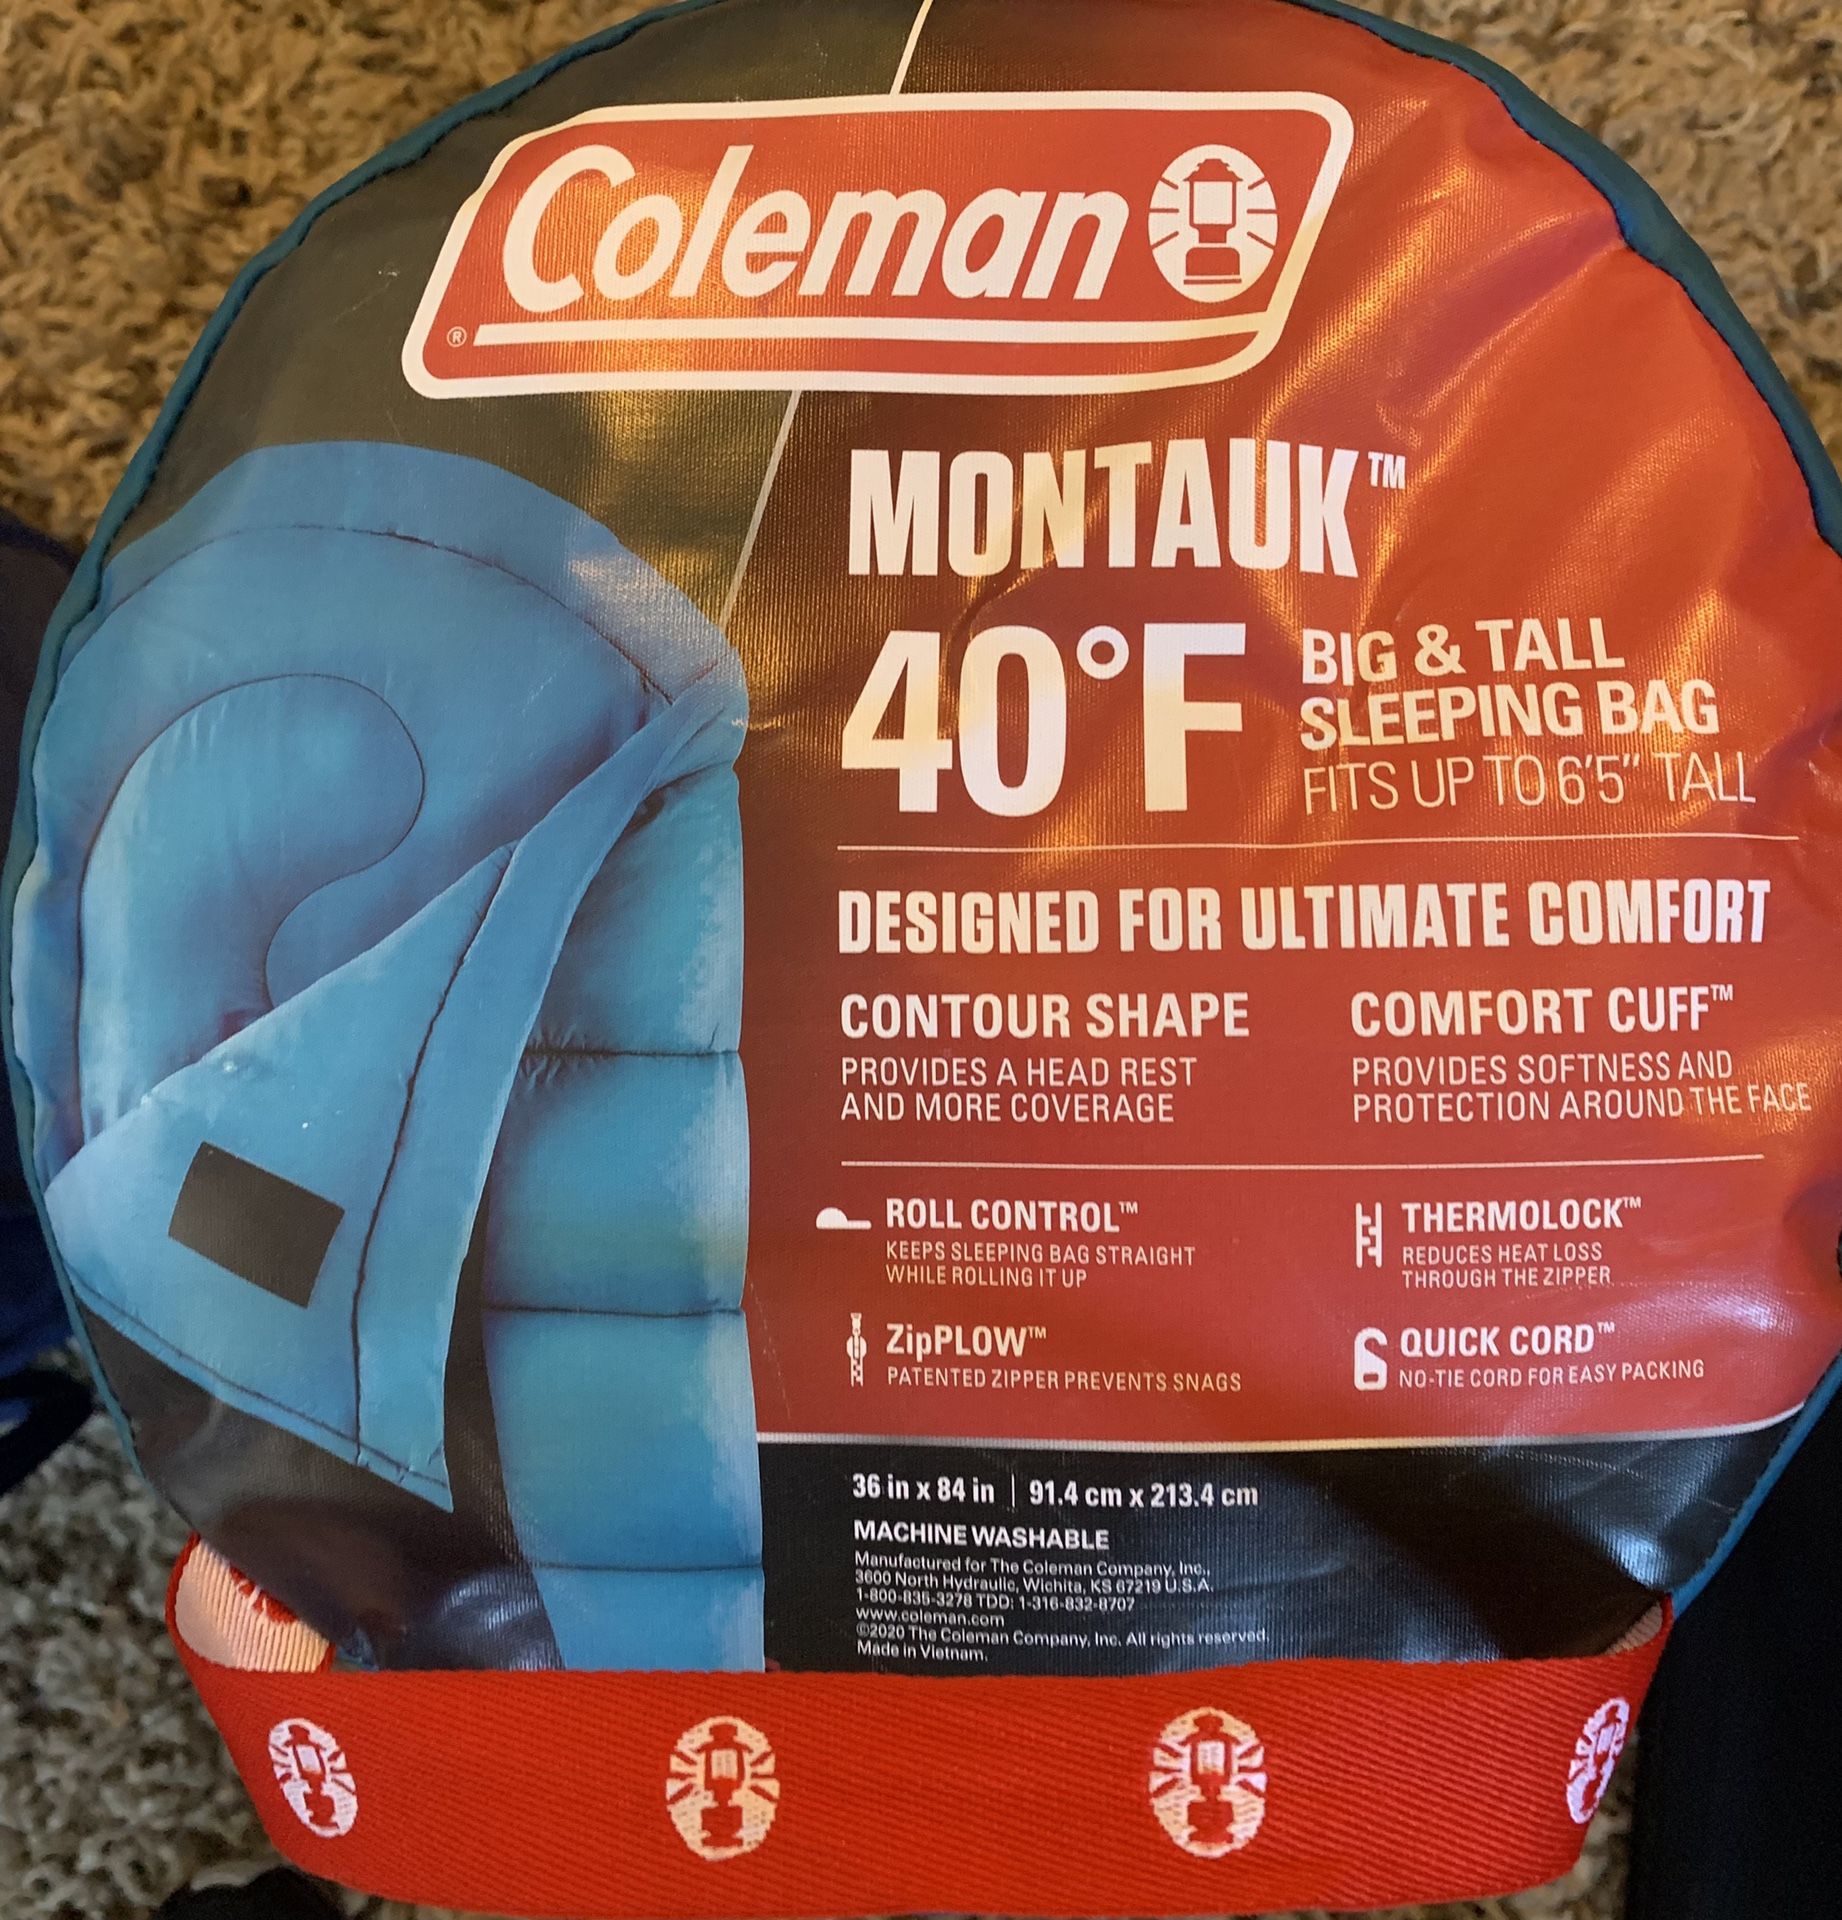 Coleman
®
MONTAUK™
40°F
BIG & TALL
SLEEPING BAG
FITS UP TO 6'5" TALL
DESIGNED FOR ULTIMATE COMFORT
CONTOUR SHAPE
PROVIDES A HEAD REST
AND MORE COVERAGE
COMFORT CUFF™
PROVIDES SOFTNESS AND
PROTECTION AROUND THE FACE
ROLL CONTROL™
KEEPS SLEEPING BAG STRAIGHT
WHILE ROLLING IT UP
THERMOLOCK™
REDUCES HEAT LOSS
THROUGH THE ZIPPER
ZipPLOW™
PATENTED ZIPPER PREVENTS SNAGS
QUICK CORD™
NO-TIE CORD FOR EASY PACKING
36 in x 84 in | 91.4 cm x 213.4 cm
MACHINE WASHABLE
Manufactured for The Coleman Company, Inc.,
3600 North Hydraulic, Wichita, KS 67219 U.S.A.
1-800-835-3278 TDD: 1-316-832-8707
www.coleman.com
©2020 The Coleman Company, Inc. All rights reserved.
Made in Vietnam.